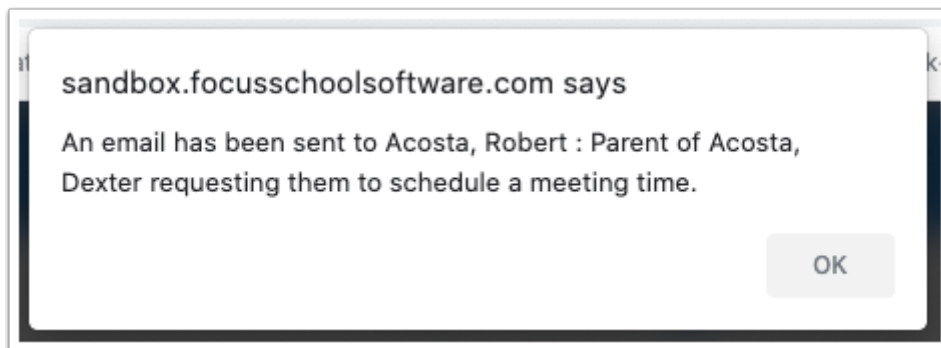 sandbox.focusschoolsoftware.com says
An email has been sent to Acosta, Robert : Parent of Acosta,
Dexter requesting them to schedule a meeting time.
OK